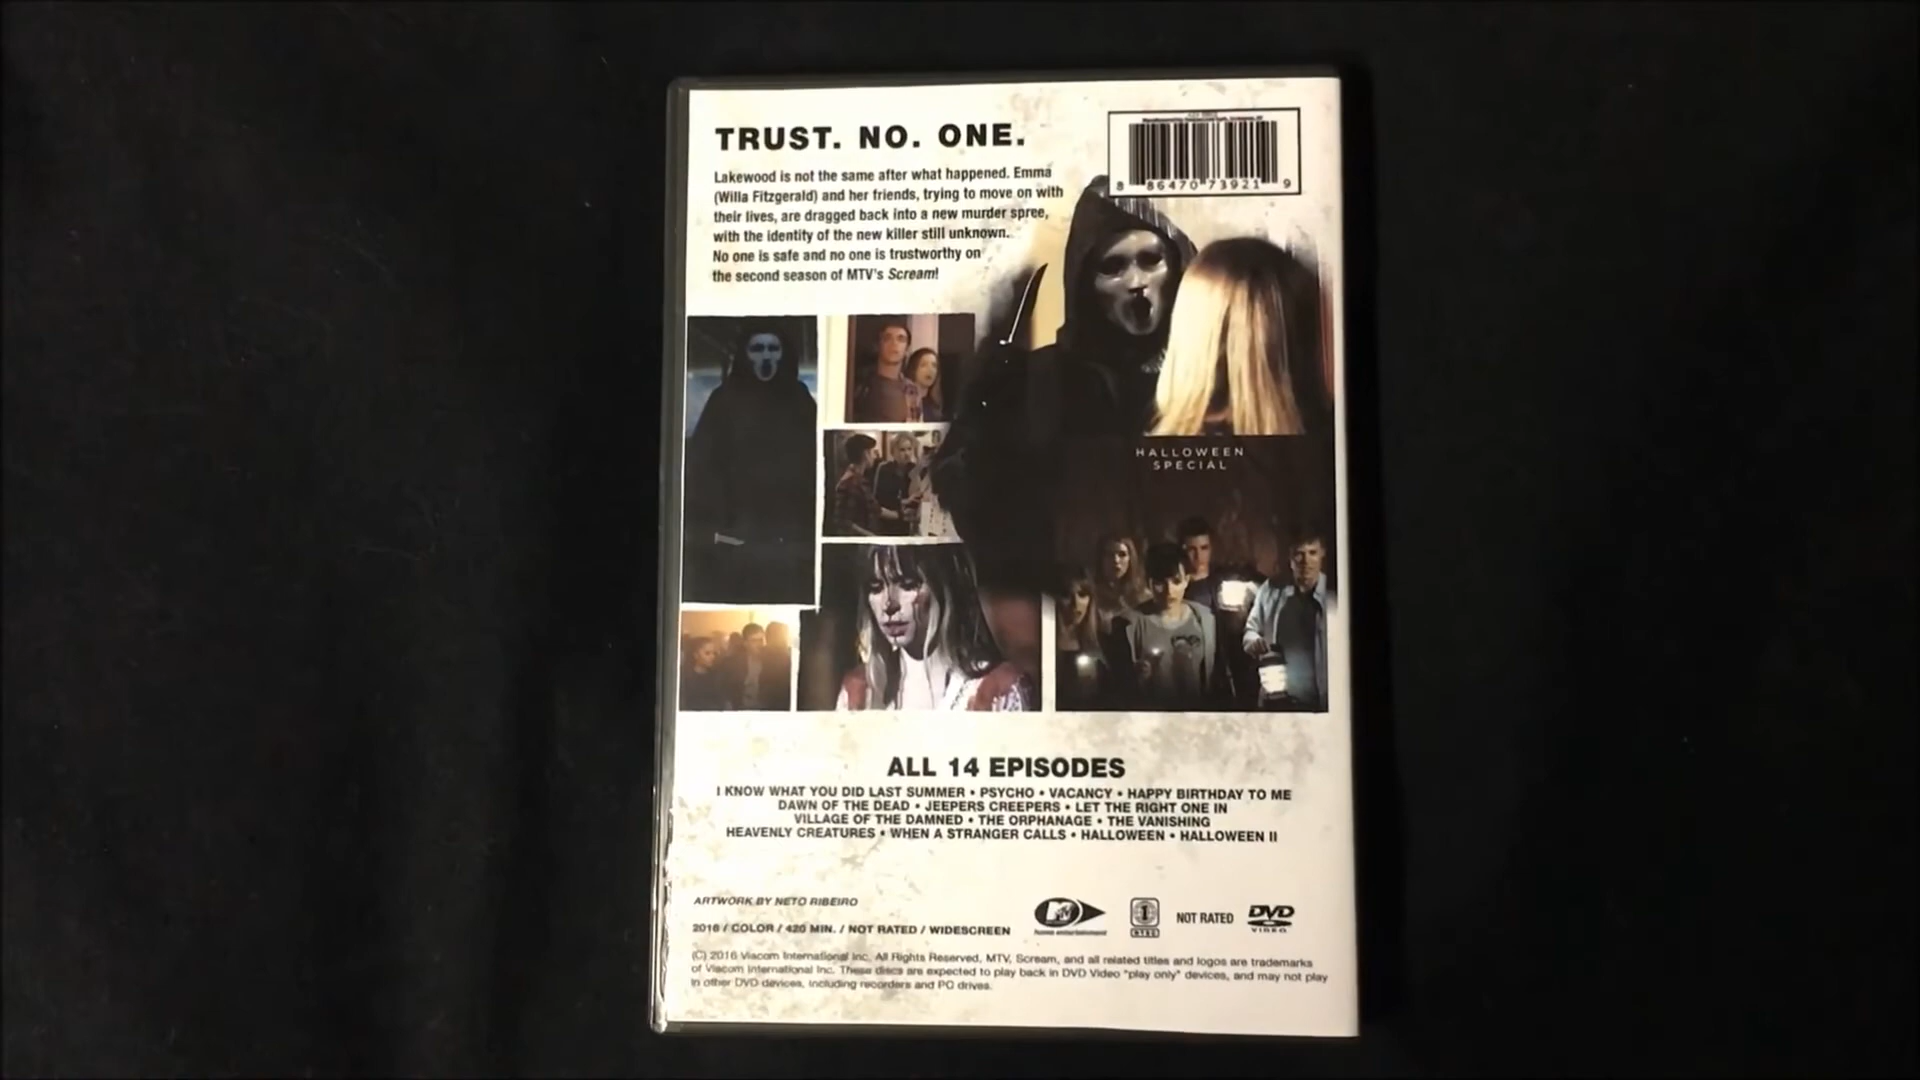 TRUST. NO. ONE.
Lakewood is not the same after what happened. Emma
(Willa Fitzgerald) and her friends, trying to move on with
their lives, are dragged back into a new murder spree,
with the identity of the new killer still unknown.
No one is safe and no one is trustworthy on
the second season of MTV's Scream!
8 86470 73921 9
HALLOWEEN
SPECIAL
ALL 14 EPISODES
I KNOW WHAT YOU DID LAST SUMMER • PSYCHO • VACANCY • HAPPY BIRTHDAY TO ME
DAWN OF THE DEAD • JEEPERS CREEPERS • LET THE RIGHT ONE IN
VILLAGE OF THE DAMNED • THE ORPHANAGE • THE VANISHING
HEAVENLY CREATURES • WHEN A STRANGER CALLS • HALLOWEEN • HALLOWEEN II
ARTWORK BY NETO RIBEIRO
2016 / COLOR / 420 MIN. / NOT RATED / WIDESCREEN
MTV
home entertainment
1
NTSC
NOT RATED
DVD
VIDEO
(C) 2016 Viacom International Inc. All Rights Reserved, MTV, Scream, and all related titles and logos are trademarks
of Viacom International Inc. These discs are expected to play back in DVD Video "play only" devices, and may not play
in other DVD devices, including recorders and PC drives.